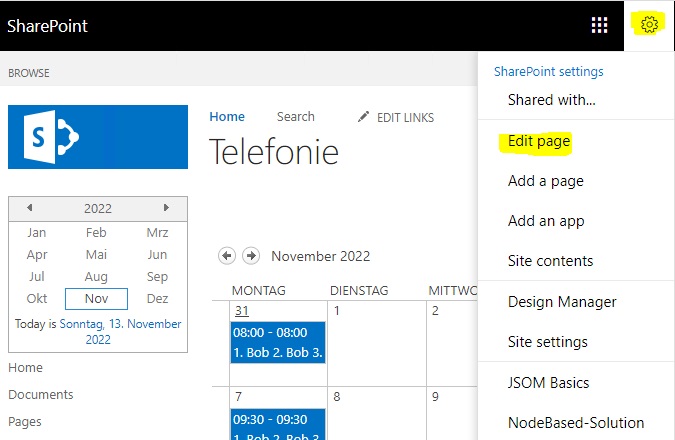 SharePoint
BROWSE
S
Home
Search
EDIT LINKS
Telefonie
2022
Jan Feb Mrz
Apr Mai Jun
Jul Aug Sep
Okt Nov Dez
Today is Sonntag, 13. November
2022
Home
Documents
Pages
November 2022
MONTAG DIENSTAG MITTWO
31 1 2
08:00 - 08:00
1. Bob 2. Bob 3.
7 8 9
09:30 - 09:30
1. Bob 2. Bob 3.
SharePoint settings
Shared with...
Edit page
Add a page
Add an app
Site contents
Design Manager
Site settings
JSOM Basics
NodeBased-Solution